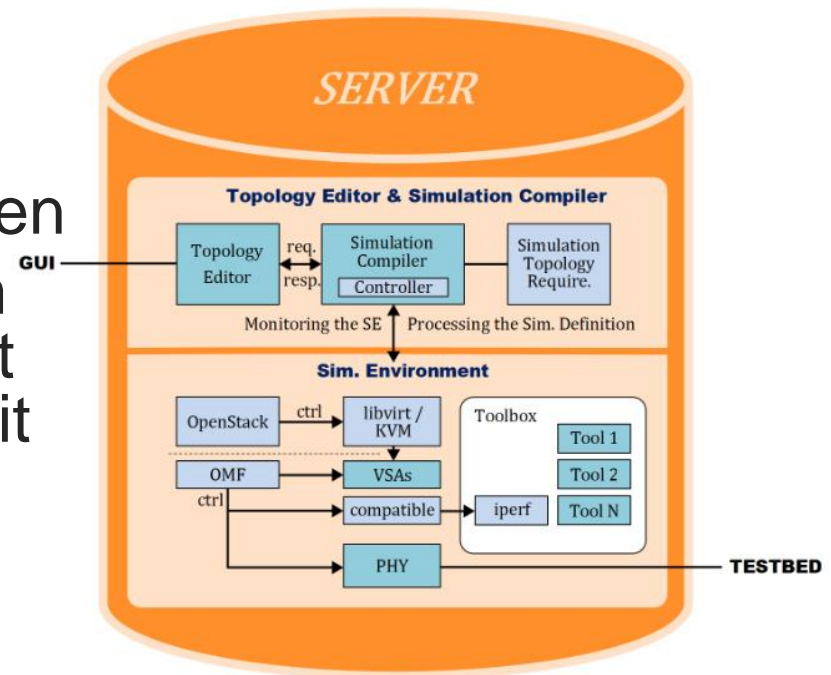 SERVER
en
n
t
it
Topology Editor & Simulation Compiler
GUI
Topology
Editor
req.
resp.
Simulation
Compiler
Controller
Simulation
Topology
Require.
Monitoring the SE
Processing the Sim. Definition
Sim. Environment
OpenStack
ctrl
libvirt /
KVM
OMF
ctrl
VSAs
compatible
PHY
Toolbox
Tool 1
Tool 2
iperf
Tool N
TESTBED